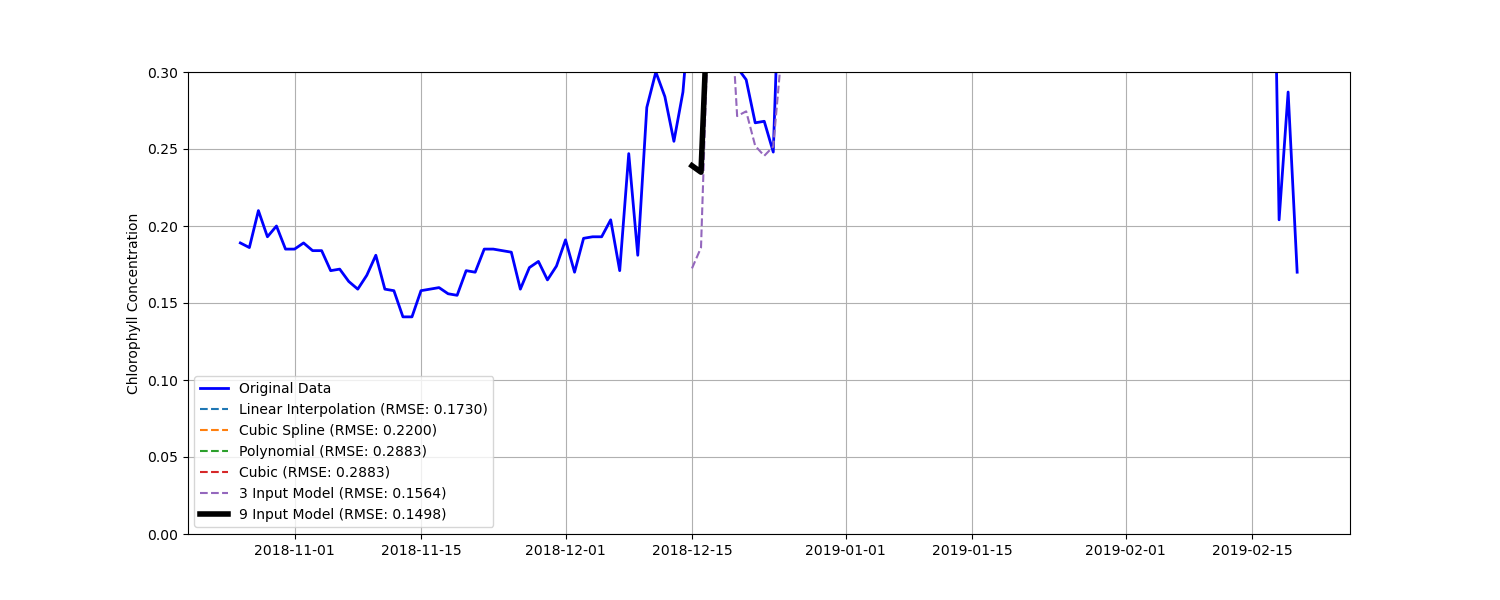 0.30
0.25
0.20
0.15
0.10
0.05
0.00
Chlorophyll Concentration
Original Data
Linear Interpolation (RMSE: 0.1730)
Cubic Spline (RMSE: 0.2200)
Polynomial (RMSE: 0.2883)
Cubic (RMSE: 0.2883)
3 Input Model (RMSE: 0.1564)
9 Input Model (RMSE: 0.1498)
2018-11-01 2018-11-15 2018-12-01 2018-12-15 2019-01-01 2019-01-15 2019-02-01 2019-02-15